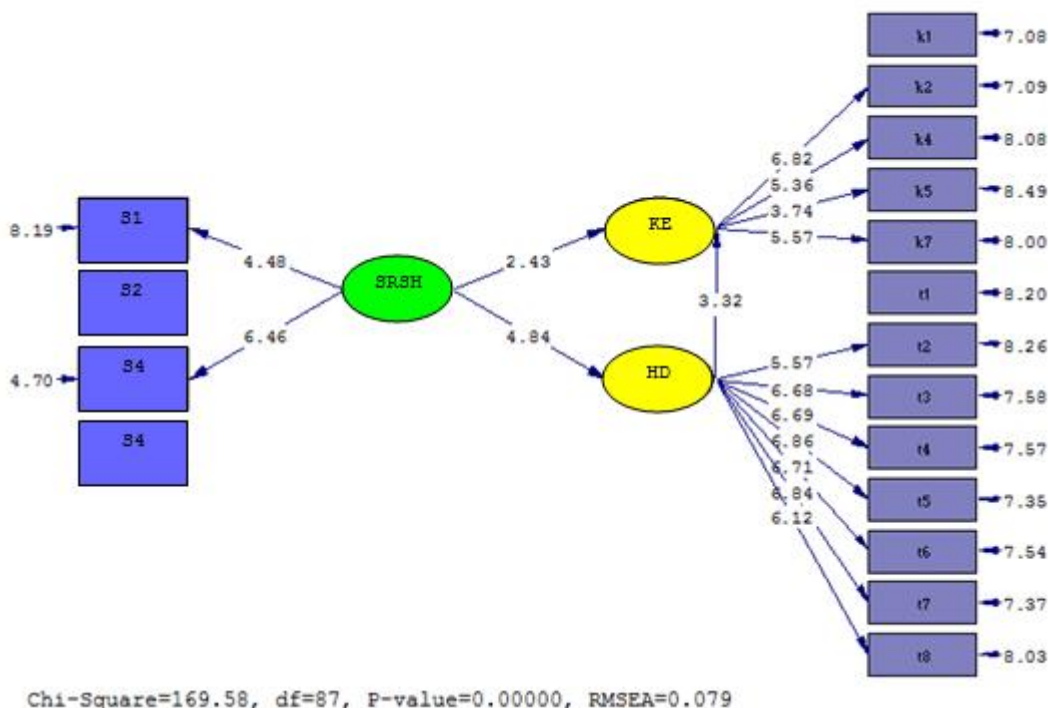 k1
7.08
k2
7.09
k4
8.08
6.82
5.36
S1
8.19
KE
3.74
k5
8.49
5.57
k7
8.00
4.48
2.43
SRSH
S2
3.32
t1
8.20
6.46
4.84
t2
8.26
S4
4.70
HD
5.57
6.68
t3
7.58
6.69
S4
6.86
t4
7.57
6.71
6.84
t5
7.35
6.12
t6
7.54
t7
7.37
t8
8.03
Chi-Square=169.58, df=87, P-value=0.00000, RMSEA=0.079